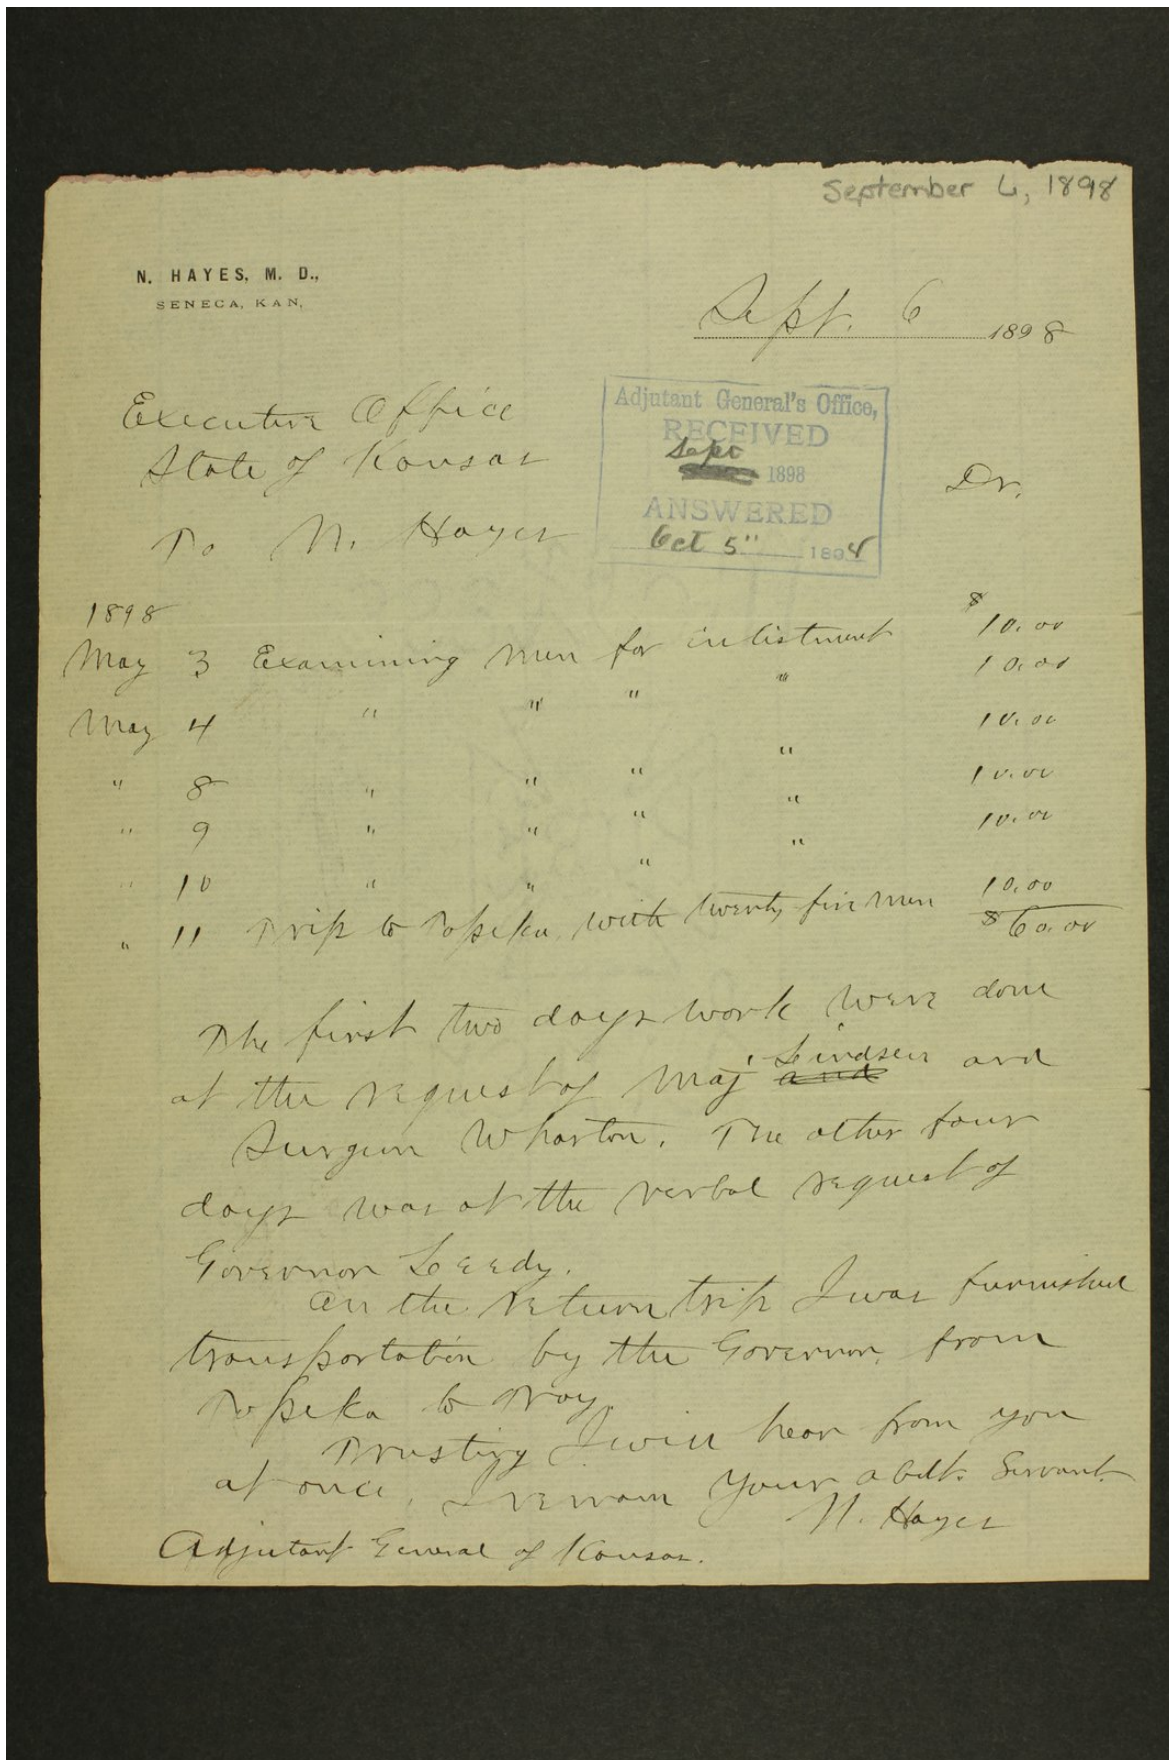 September 6, 1898
N. HAYES, M. D.,
SENECA, KAN,
Sept. 6 1898
Executive Office
State of Kansas
Dr.
To N. Hayes
Adjutant General's Office,
RECEIVED
Sept 1898
ANSWERED
Oct 5" 1898
1898
May 3 Examining men for inlistment $10.00
May 4 " " " " 10.00
" 8 " " " " 10.00
" 9 " " " " 10.00
" 10 " " " " 10.00
" 11 Trip to Topeka with twenty five men 10.00
$60.00
The first two days work were done
at the request of Maj Lindsey and
Surgeon Wharton. The other four
days was at the verbal request of
Governor Leedy.
On the return trip I was furnished
transportation by the Governor from
Topeka to Troy.
Trusting I will hear from you
at once, I remain your obdt. Servant.
N. Hayes
Adjutant General of Kansas.